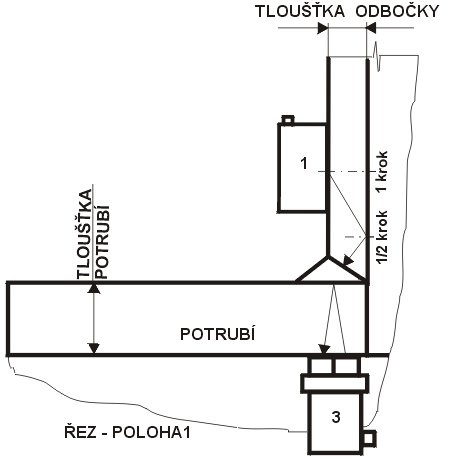 TLOUŠŤKA ODBOČKY
1
1 krok
1/2 krok
TLOUŠŤKA
POTRUBÍ
POTRUBÍ
3
ŘEZ - POLOHA1